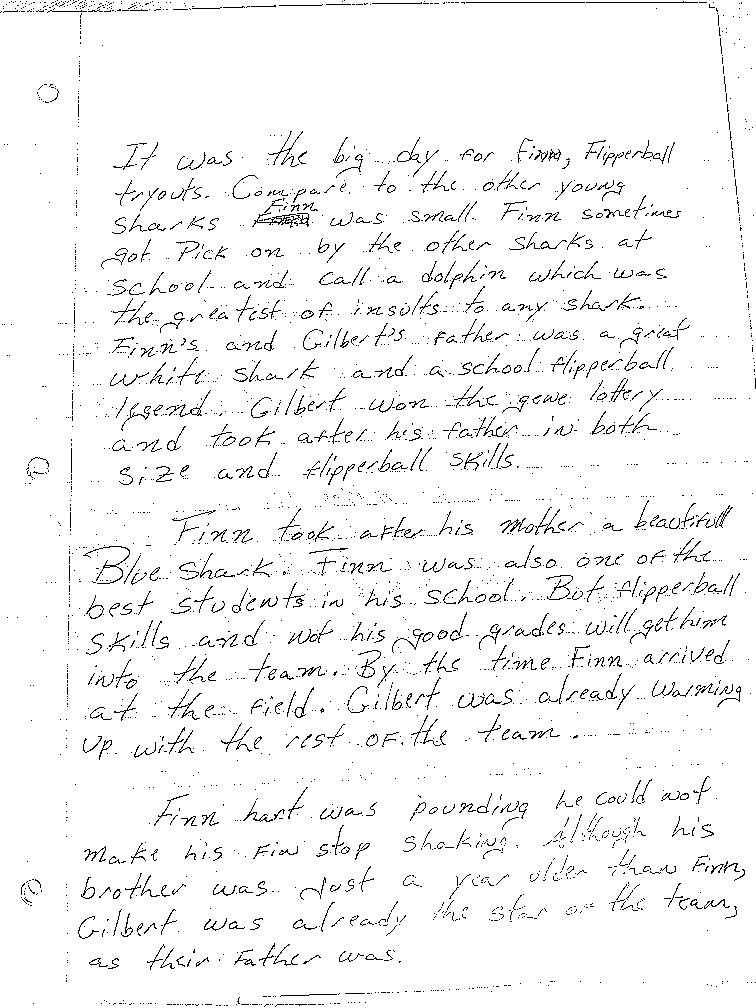 It was the big day for Finn, Flipperball
tryouts. Compare to the other young
sharks Finn was small. Finn sometimes
got Pick on by the other sharks at
school and call a dolphin which was
the greatest of insults to any shark.
Finn's and Gilbert's Father was a great
white shark and a school flipperball
legend. Gilbert won the gene lottery
and took after his father in both
size and flipperball skills.
Finn took after his mother a beautifull
Blue Shark. Finn was also one of the
best students in his school. But flipperball
skills and not his good grades will get him
into the team. By the time Finn arrived
at the field. Gilbert was already warming
up with the rest of the team.
Finn hart was pounding he could not
make his Fin stop shaking. Although his
brother was Just a year older than Finn,
Gilbert was already the star of the team,
as their Father was.